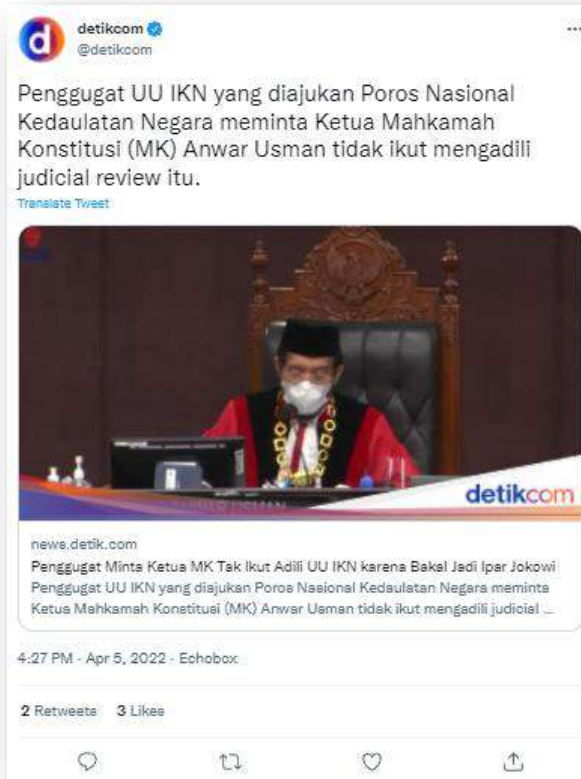 detikcom
@detikcom
Penggugat UU IKN yang diajukan Poros Nasional
Kedaulatan Negara meminta Ketua Mahkamah
Konstitusi (MK) Anwar Usman tidak ikut mengadili
judicial review itu.
Translate Tweet
detikcom
news.detik.com
Penggugat Minta Ketua MK Tak Ikut Adili UU IKN karena Bakal Jadi Ipar Jokowi
Penggugat UU IKN yang diajukan Poros Nasional Kedaulatan Negara meminta
Ketua Mahkamah Konstitusi (MK) Anwar Usman tidak ikut mengadili judicial ...
4:27 PM · Apr 5, 2022 · Echobox
2 Retweets 3 Likes